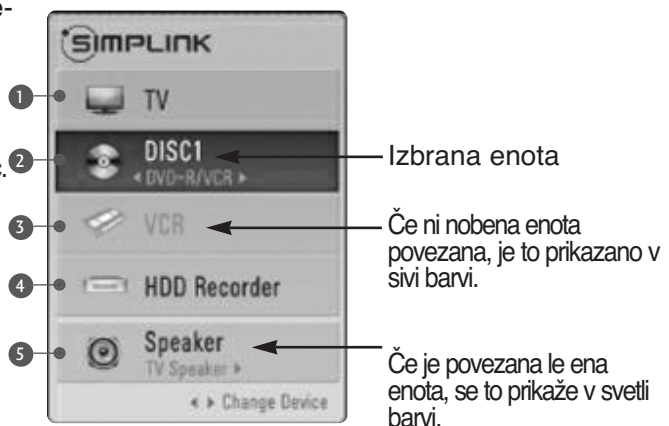 e-
SIMPLINK
1 TV
2 DISC1
◂ DVD-R/VCR ▸
c.
Izbrana enota
3 VCR
Če ni nobena enota
povezana, je to prikazano v
sivi barvi.
4 HDD Recorder
5 Speaker
TV Speaker ▸
Če je povezana le ena
enota, se to prikaže v svetli
barvi.
◂ ▸ Change Device